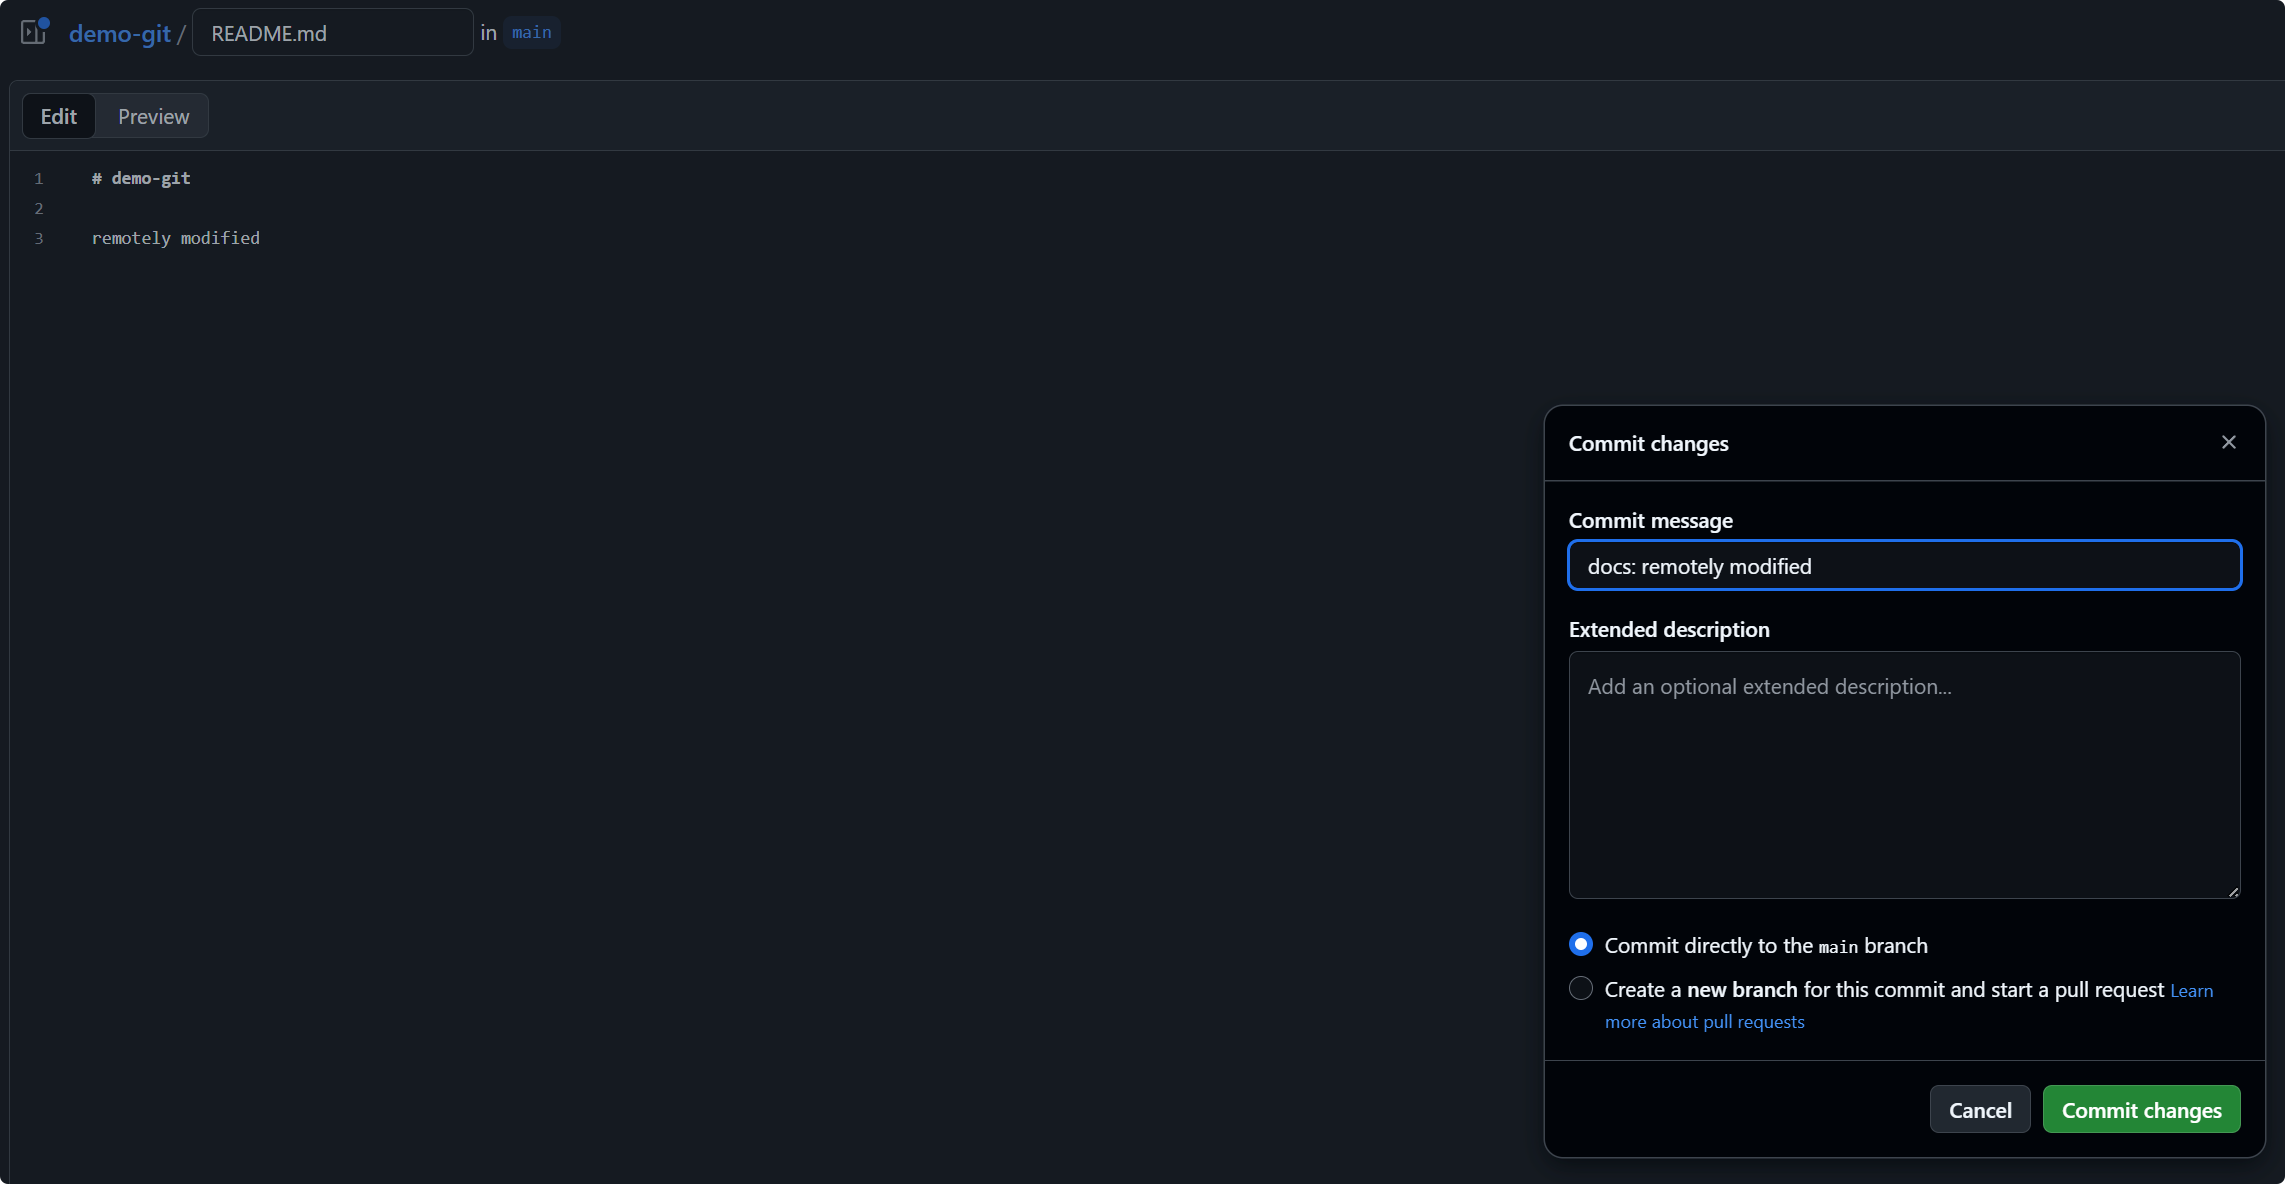 demo-git / README.md in main
Edit Preview
1 # demo-git
2
3 remotely modified
Commit changes
Commit message
docs: remotely modified
Extended description
Add an optional extended description...
Commit directly to the main branch
Create a new branch for this commit and start a pull request Learn
more about pull requests
Cancel Commit changes